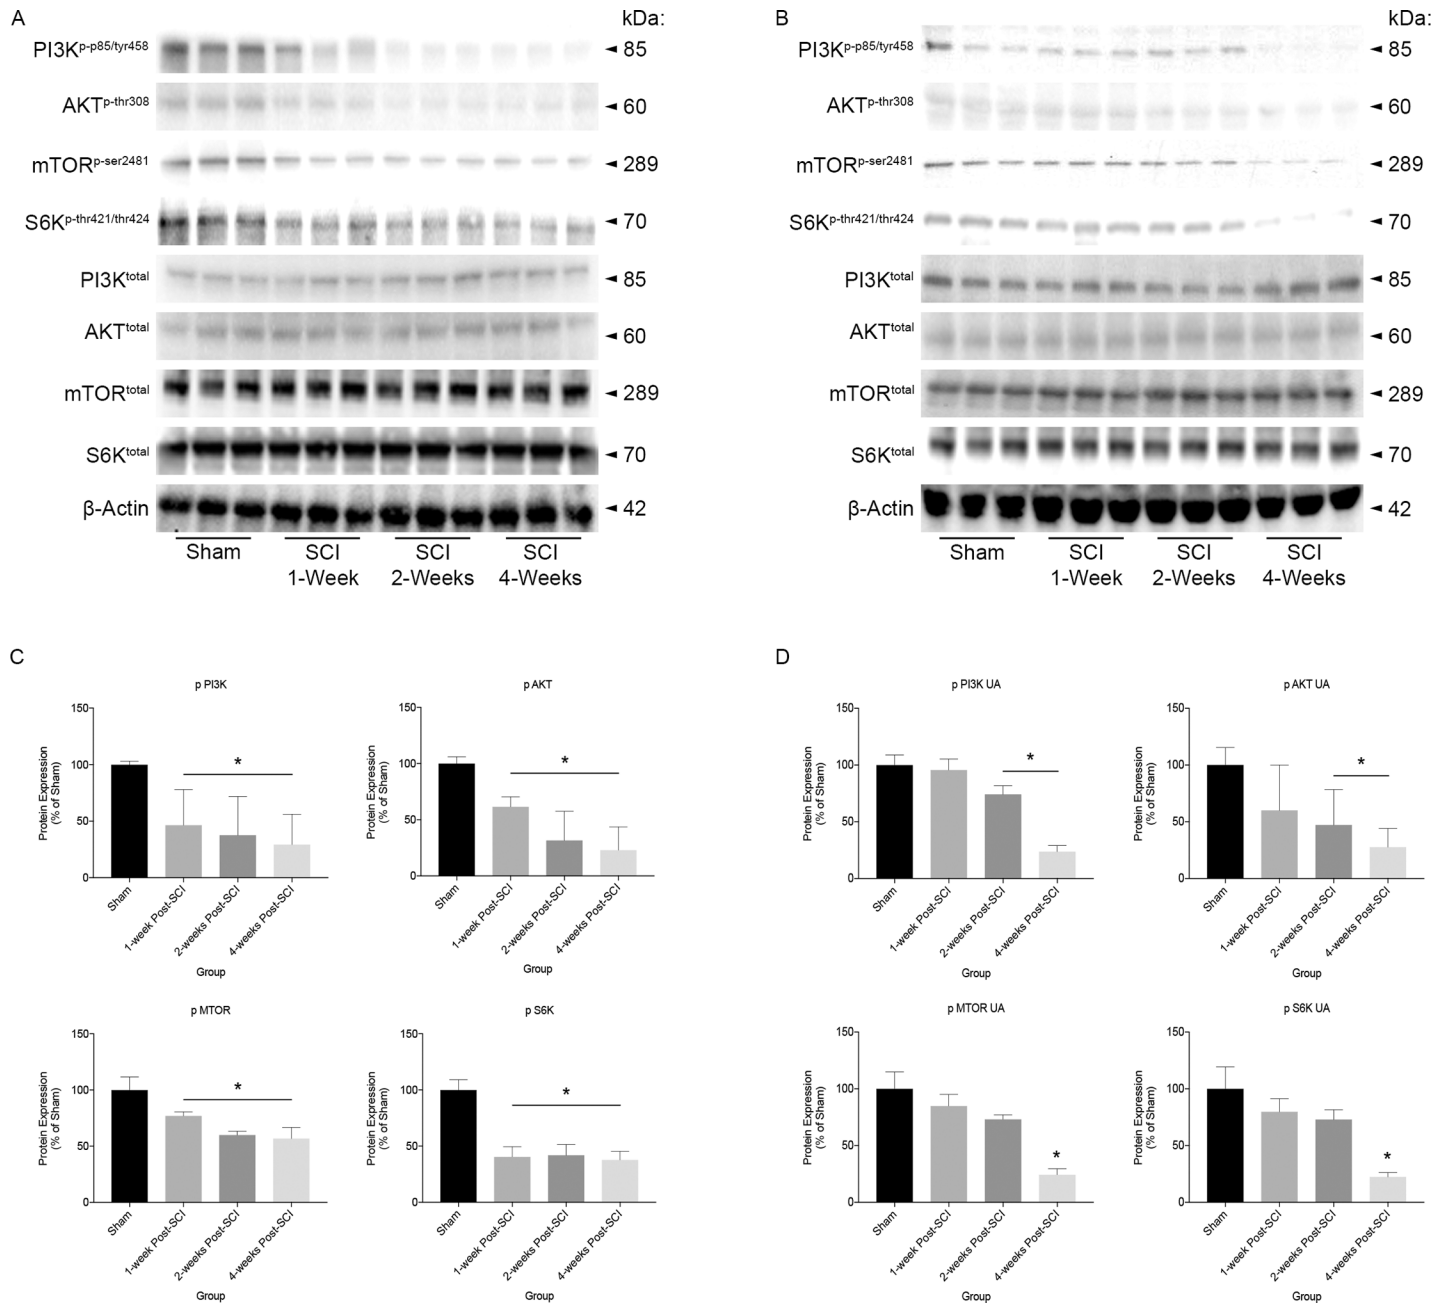 A
kDa:
PI3Kp-p85/tyr458
85
AKTp-thr308
60
mTORp-ser2481
289
S6Kp-thr421/thr424
70
PI3Ktotal
85
AKTtotal
60
mTORtotal
289
S6Ktotal
70
β-Actin
42
Sham
SCI
1-Week
SCI
2-Weeks
SCI
4-Weeks
B
kDa:
PI3Kp-p85/tyr458
85
AKTp-thr308
60
mTORp-ser2481
289
S6Kp-thr421/thr424
70
PI3Ktotal
85
AKTtotal
60
mTORtotal
289
S6Ktotal
70
β-Actin
42
Sham
SCI
1-Week
SCI
2-Weeks
SCI
4-Weeks
C
p PI3K
Protein Expression
(% of Sham)
150
100
50
0
*
Sham
1-week Post-SCI
2-weeks Post-SCI
4-weeks Post-SCI
Group
p AKT
Protein Expression
(% of Sham)
150
100
50
0
*
Sham
1-week Post-SCI
2-weeks Post-SCI
4-weeks Post-SCI
Group
p MTOR
Protein Expression
(% of Sham)
150
100
50
0
*
Sham
1-week Post-SCI
2-weeks Post-SCI
4-weeks Post-SCI
Group
p S6K
Protein Expression
(% of Sham)
150
100
50
0
*
Sham
1-week Post-SCI
2-weeks Post-SCI
4-weeks Post-SCI
Group
D
p PI3K UA
Protein Expression
(% of Sham)
150
100
50
0
*
Sham
1-week Post-SCI
2-weeks Post-SCI
4-weeks Post-SCI
Group
p AKT UA
Protein Expression
(% of Sham)
150
100
50
0
*
Sham
1-week Post-SCI
2-weeks Post-SCI
4-weeks Post-SCI
Group
p MTOR UA
Protein Expression
(% of Sham)
150
100
50
0
*
Sham
1-week Post-SCI
2-weeks Post-SCI
4-weeks Post-SCI
Group
p S6K UA
Protein Expression
(% of Sham)
150
100
50
0
*
Sham
1-week Post-SCI
2-weeks Post-SCI
4-weeks Post-SCI
Group